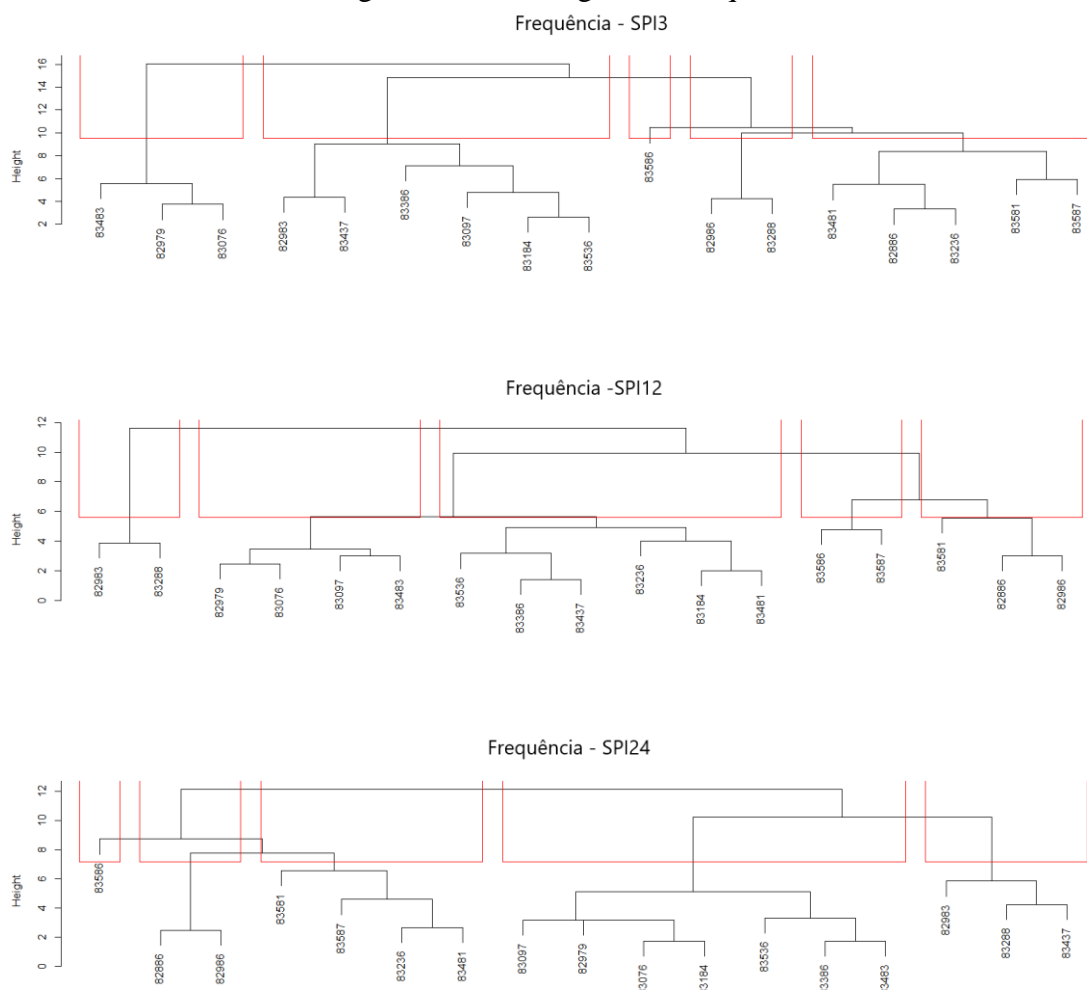 Frequência - SPI3
Height
2 4 6 8 10 12 14 16
83483 82979 83076 82983 83437 83386 83097 83184 83536 83586 82986 83288 83481 82886 83236 83581 83587
Frequência -SPI12
Height
0 2 4 6 8 10 12
82983 83288 82979 83076 83097 83483 83536 83386 83437 83236 83184 83481 83586 83587 83581 82886 82986
Frequência - SPI24
Height
0 2 4 6 8 10 12
83586 82886 82986 83581 83587 83236 83481 83097 82979 83076 83184 83536 83386 83483 82983 83288 83437